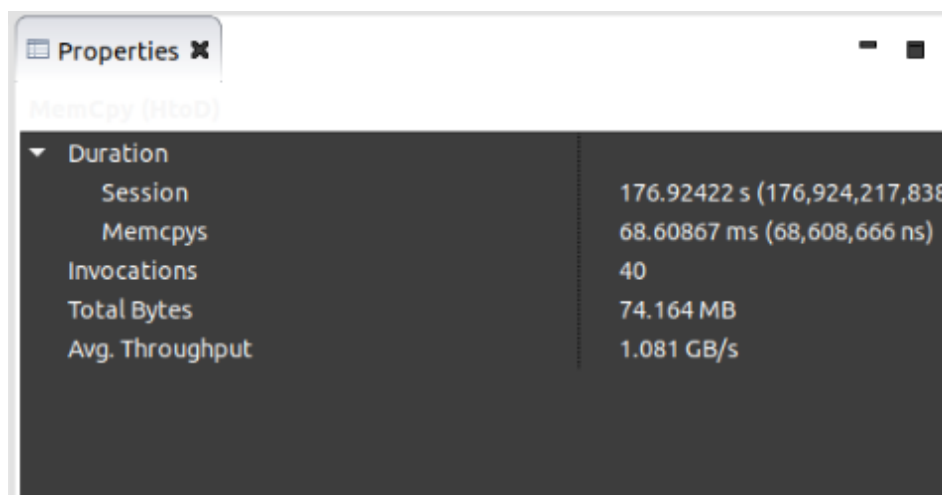 Properties
MemCpy (HtoD)
Duration
Session 176.92422 s (176,924,217,838
Memcpys 68.60867 ms (68,608,666 ns)
Invocations 40
Total Bytes 74.164 MB
Avg. Throughput 1.081 GB/s